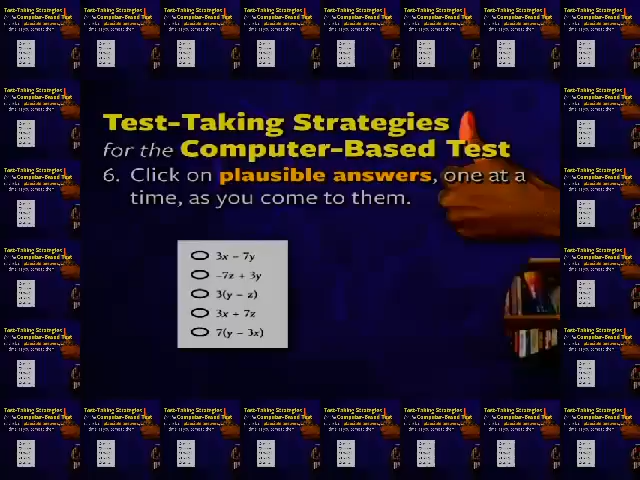 Test-Taking Strategies
for the Computer-Based Test
6. Click on plausible answers, one at a
time, as you come to them.
3x – 7y
–7z + 3y
3(y – z)
3x + 7z
7(y – 3x)